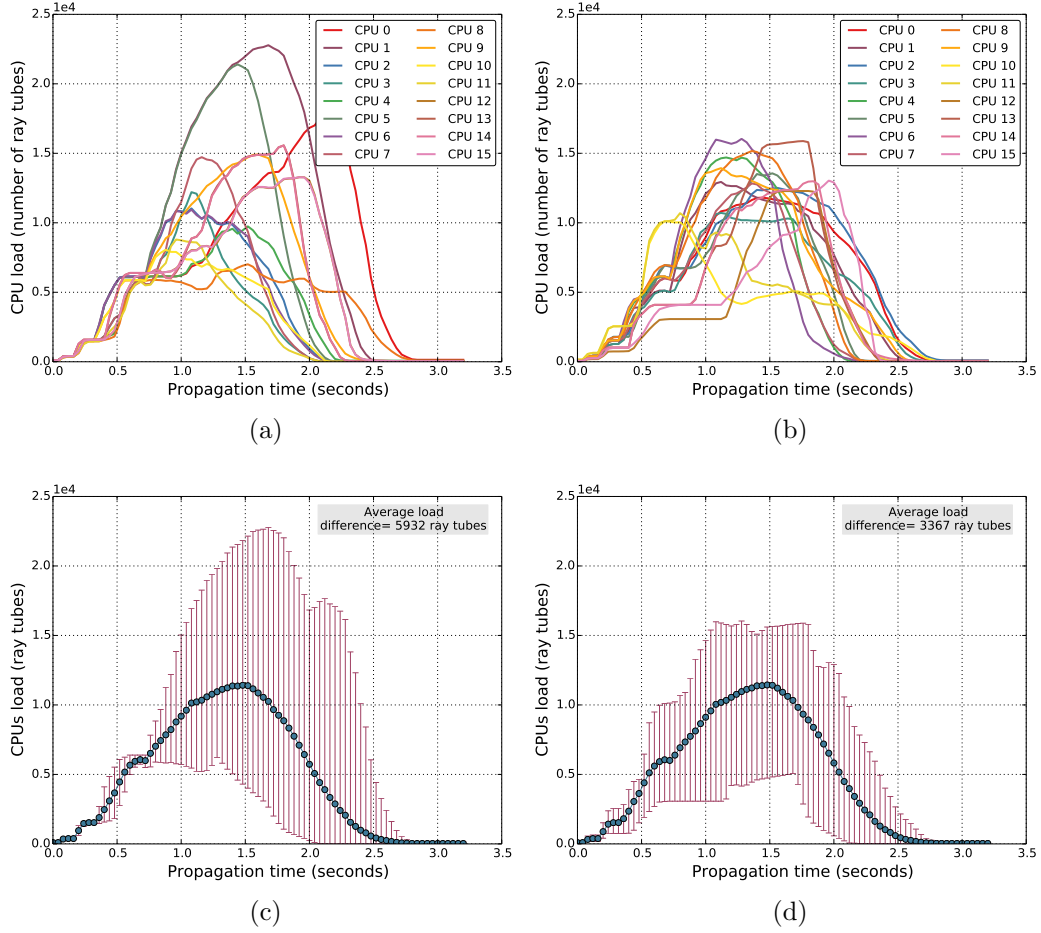 1e4
2.5
2.0
1.5
1.0
0.5
0.0
CPU load (number of ray tubes)
CPU 0
CPU 1
CPU 2
CPU 3
CPU 4
CPU 5
CPU 6
CPU 7
CPU 8
CPU 9
CPU 10
CPU 11
CPU 12
CPU 13
CPU 14
CPU 15
0.0 0.5 1.0 1.5 2.0 2.5 3.0 3.5
Propagation time (seconds)
(a)
1e4
2.5
2.0
1.5
1.0
0.5
0.0
CPU load (number of ray tubes)
CPU 0
CPU 1
CPU 2
CPU 3
CPU 4
CPU 5
CPU 6
CPU 7
CPU 8
CPU 9
CPU 10
CPU 11
CPU 12
CPU 13
CPU 14
CPU 15
0.0 0.5 1.0 1.5 2.0 2.5 3.0 3.5
Propagation time (seconds)
(b)
1e4
2.5
2.0
1.5
1.0
0.5
0.0
CPUs load (ray tubes)
Average load
difference= 5932 ray tubes
0.0 0.5 1.0 1.5 2.0 2.5 3.0 3.5
Propagation time (seconds)
(c)
1e4
2.5
2.0
1.5
1.0
0.5
0.0
CPUs load (ray tubes)
Average load
difference= 3367 ray tubes
0.0 0.5 1.0 1.5 2.0 2.5 3.0 3.5
Propagation time (seconds)
(d)